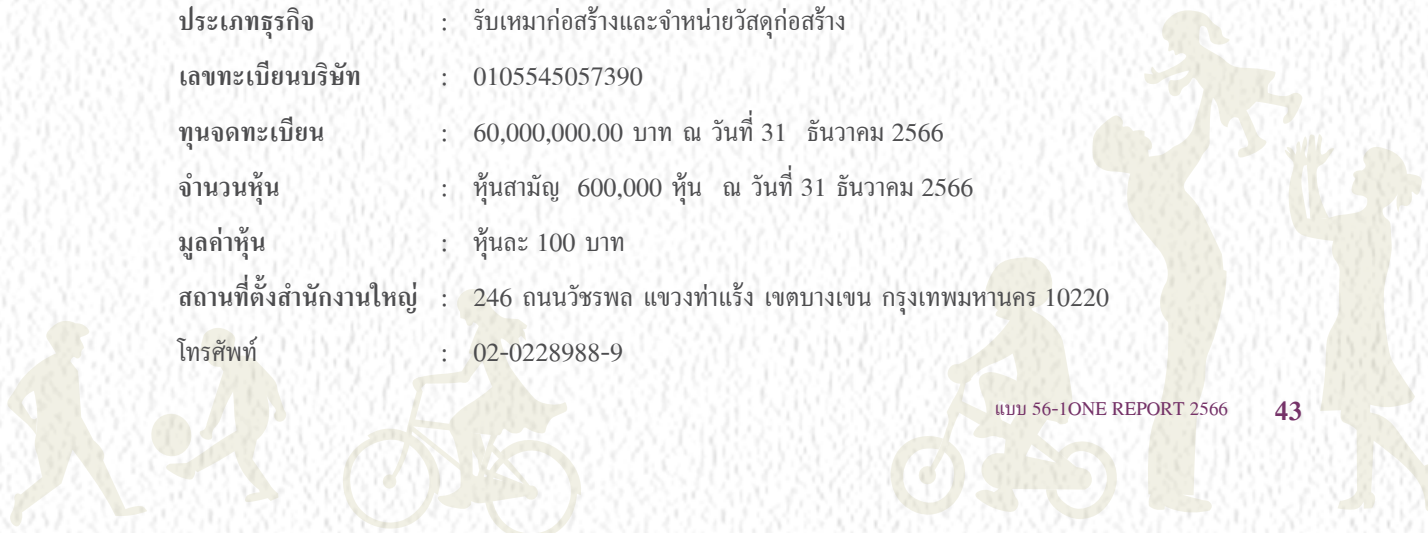 ประเภทธุรกิจ : รับเหมาก่อสร้างและจำหน่ายวัสดุก่อสร้าง
เลขทะเบียนบริษัท : 0105545057390
ทุนจดทะเบียน : 60,000,000.00 บาท ณ วันที่ 31 ธันวาคม 2566
จำนวนหุ้น : หุ้นสามัญ 600,000 หุ้น ณ วันที่ 31 ธันวาคม 2566
มูลค่าหุ้น : หุ้นละ 100 บาท
สถานที่ตั้งสำนักงานใหญ่ : 246 ถนนวัชรพล แขวงท่าแร้ง เขตบางเขน กรุงเทพมหานคร 10220
โทรศัพท์ : 02-0228988-9
แบบ 56-1ONE REPORT 2566 43